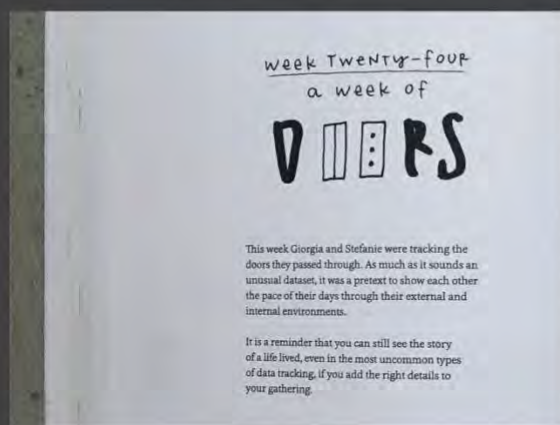 week TWENTY-fOUR
a week of
DOORS
This week Giorgia and Stefanie were tracking the
doors they passed through. As much as it sounds an
unusual dataset, it was a pretext to show each other
the pace of their days through their external and
internal environments.
It is a reminder that you can still see the story
of a life lived, even in the most uncommon types
of data tracking, if you add the right details to
your gathering.